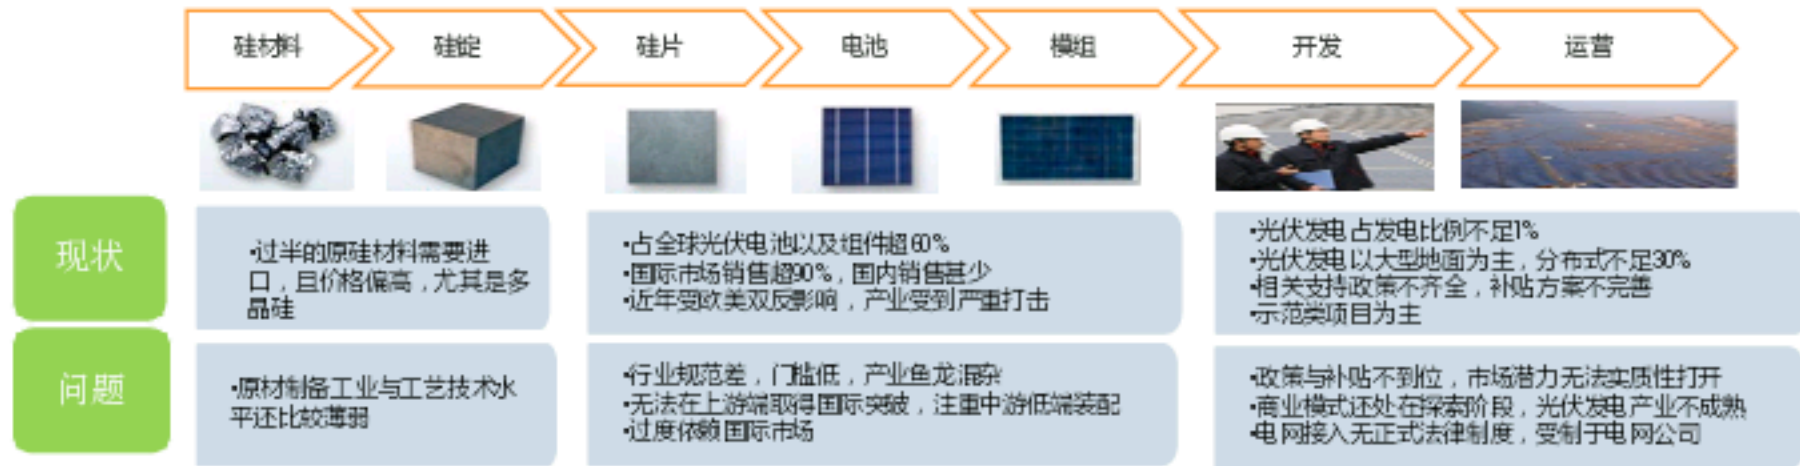 硅材料
硅锭
硅片
电池
模组
开发
运营
现状
•过半的原硅材料需要进
口，且价格偏高，尤其是多
晶硅
•占全球光伏电池以及组件超60%
•国际市场销售超90%，国内销售甚少
•近年受欧美双反影响，产业受到严重打击
•光伏发电占发电比例不足1%
•光伏发电以大型地面为主，分布式不足30%
•相关支持政策不齐全，补贴方案不完善
•示范类项目为主
问题
•原材制备工业与工艺技术水
平还比较薄弱
•行业规范差，门槛低，产业鱼龙混杂
•无法在上游端取得国际突破，注重中游低端装配
•过度依赖国际市场
•政策与补贴不到位，市场潜力无法实质性打开
•商业模式还处在探索阶段，光伏发电产业不成熟
•电网接入无正式法律制度，受制于电网公司